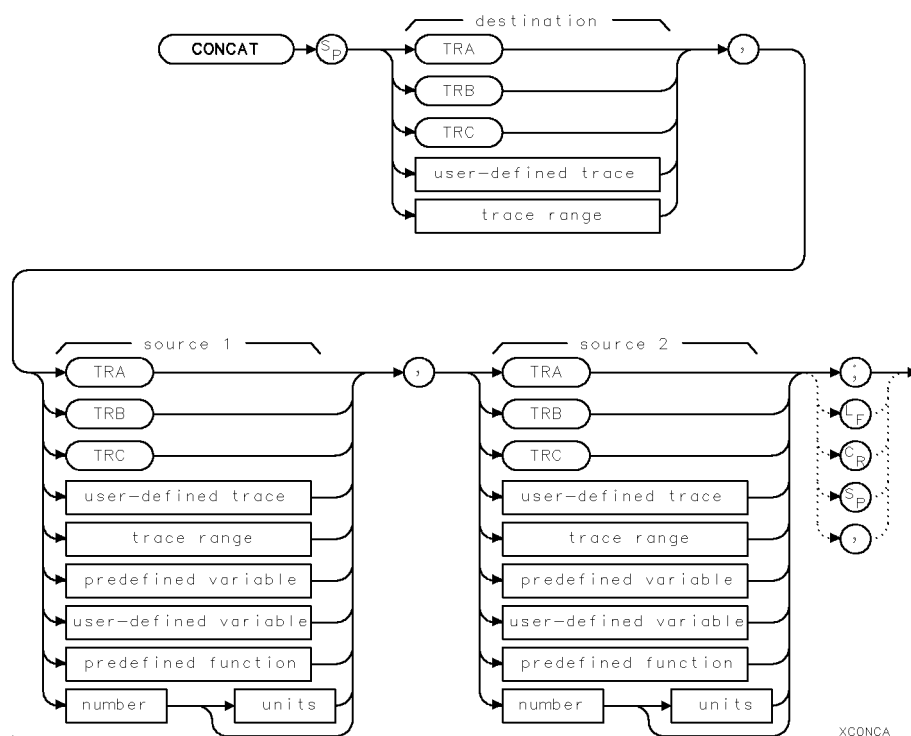 destination
CONCAT SP TRA ,
TRB
TRC
user-defined trace
trace range
source 1 source 2
TRA , TRA ;
TRB TRB LF
TRC TRC CR
user-defined trace user-defined trace SP
trace range trace range ,
predefined variable predefined variable
user-defined variable user-defined variable
predefined function predefined function
number units number units
XCONCA